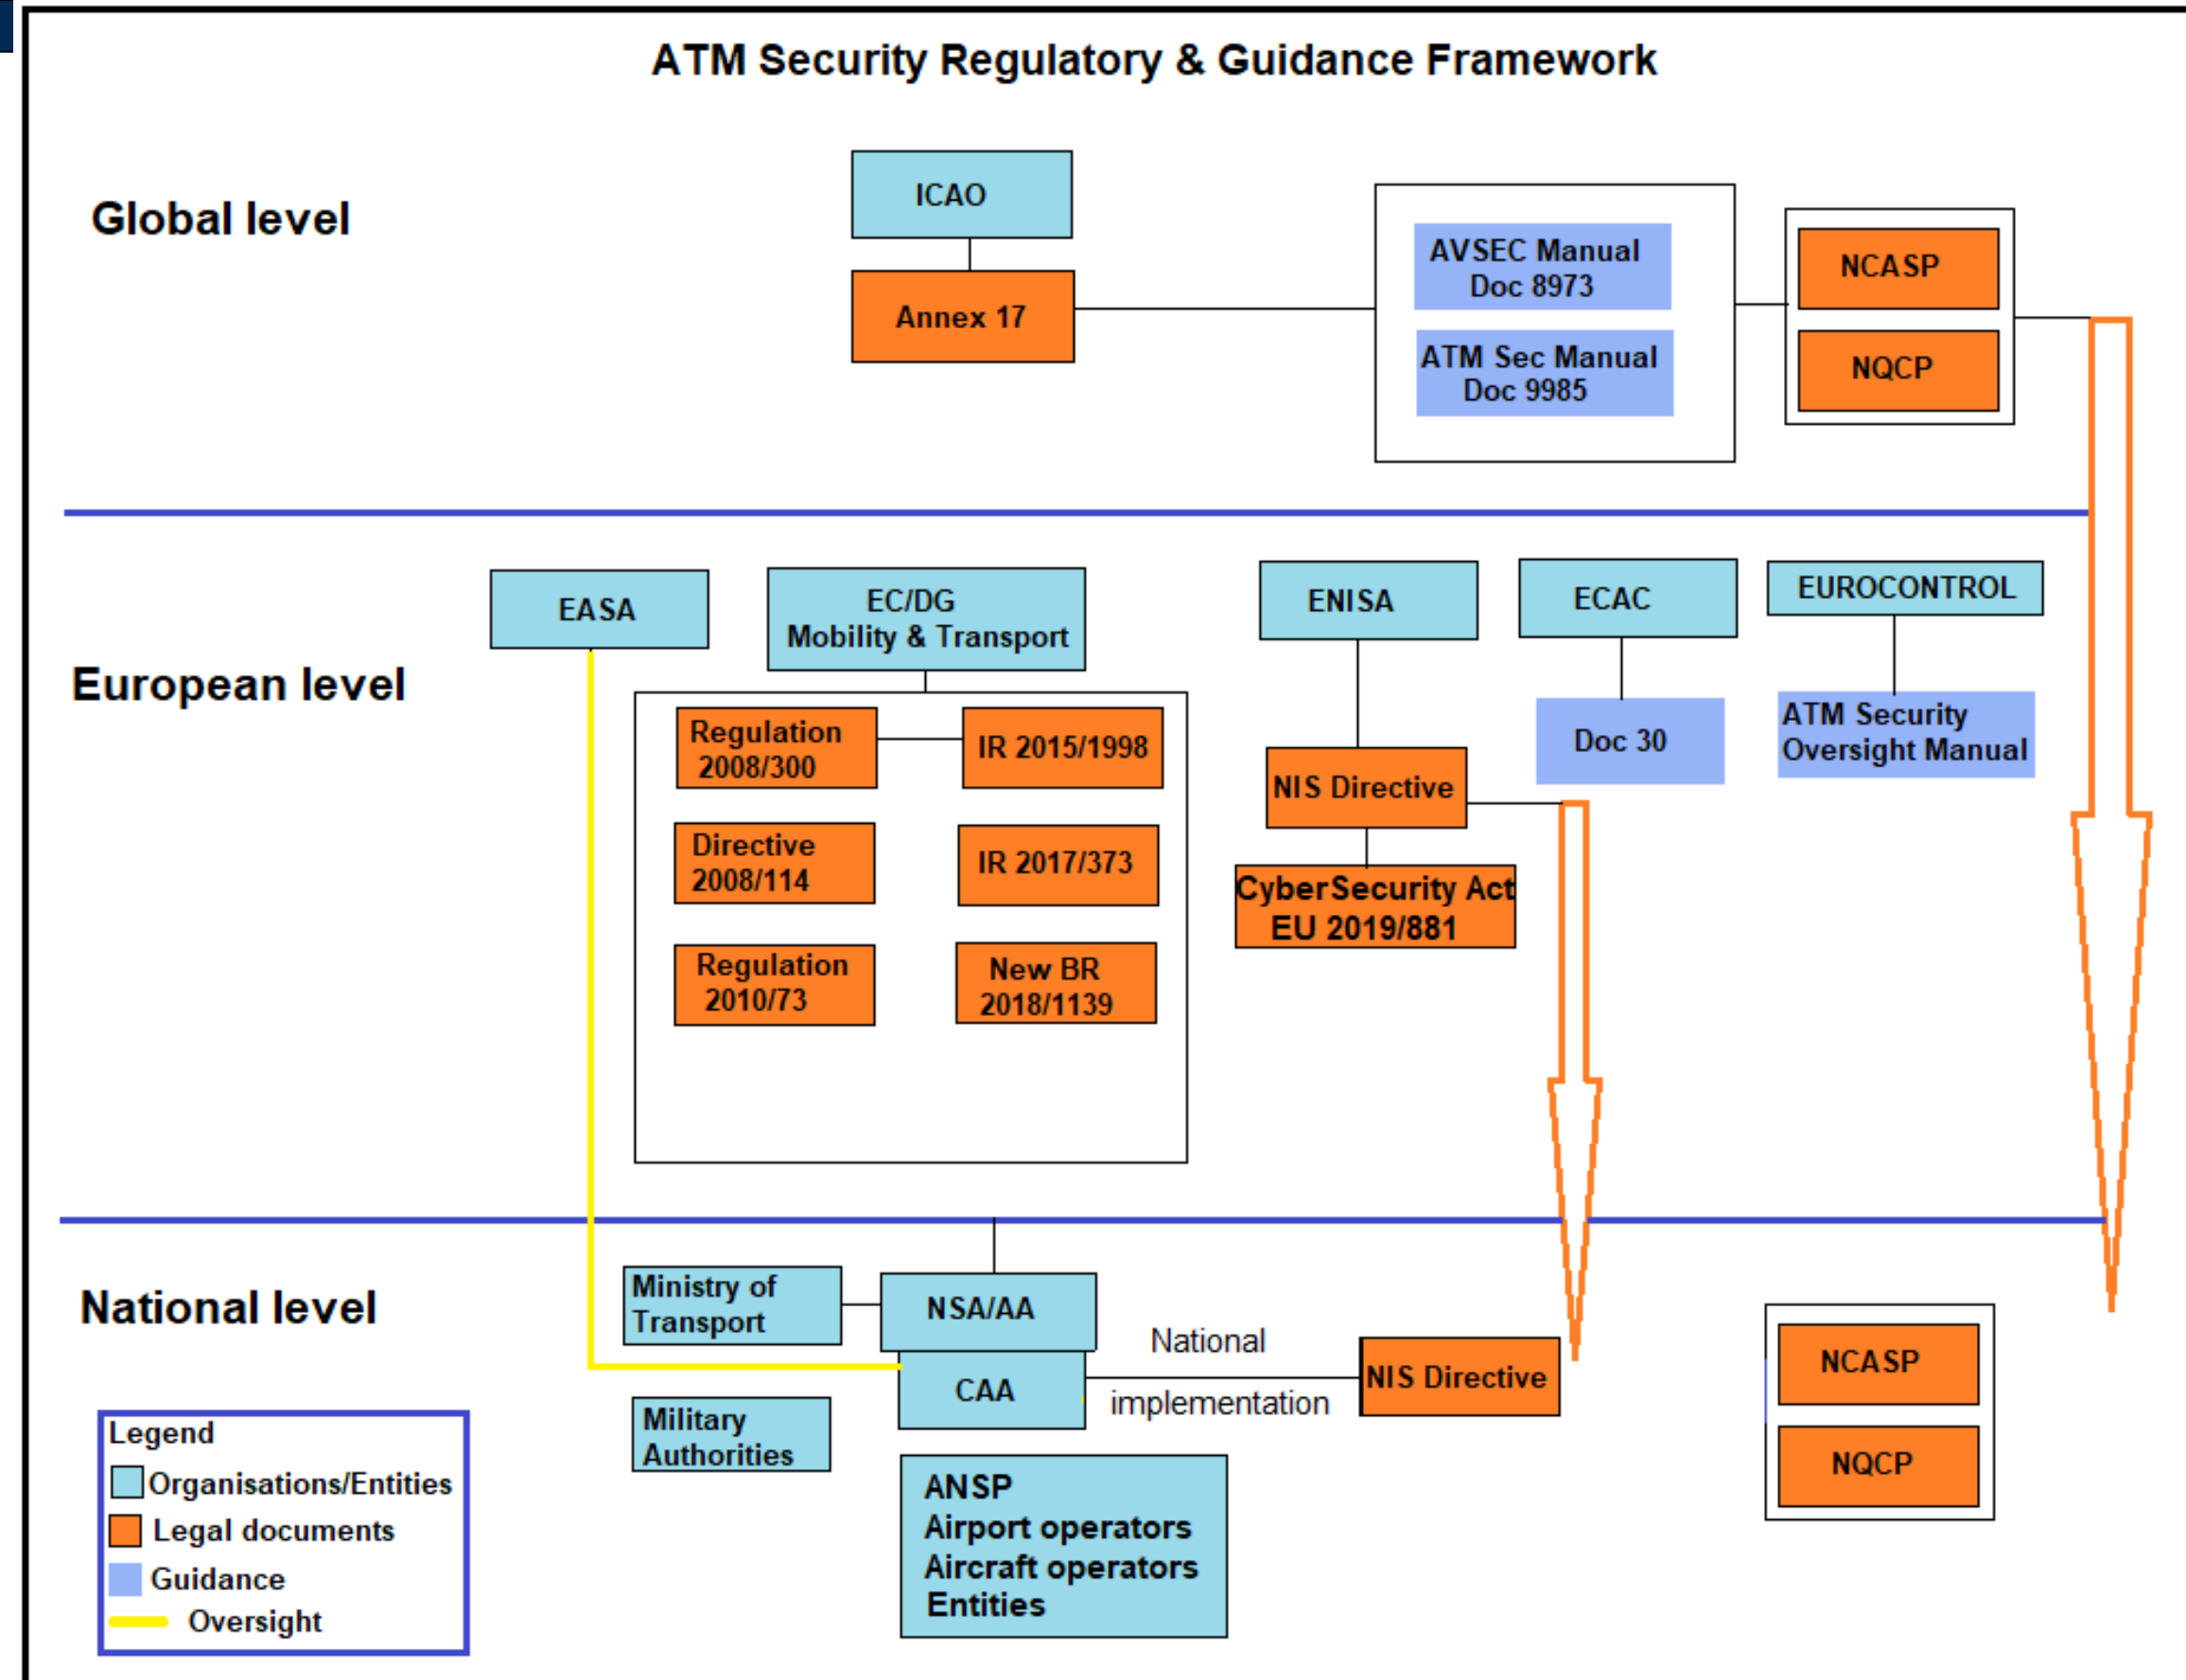 ATM Security Regulatory & Guidance Framework
Global level
ICAO
Annex 17
AVSEC Manual
Doc 8973
ATM Sec Manual
Doc 9985
NCASP
NQCP
European level
EASA
EC/DG
Mobility & Transport
Regulation
2008/300
IR 2015/1998
Directive
2008/114
IR 2017/373
Regulation
2010/73
New BR
2018/1139
ENISA
NIS Directive
CyberSecurity Act
EU 2019/881
ECAC
Doc 30
EUROCONTROL
ATM Security
Oversight Manual
National level
Ministry of
Transport
NSA/AA
CAA
Military
Authorities
National
implementation
NIS Directive
ANSP
Airport operators
Aircraft operators
Entities
NCASP
NQCP
Legend
Organisations/Entities
Legal documents
Guidance
Oversight